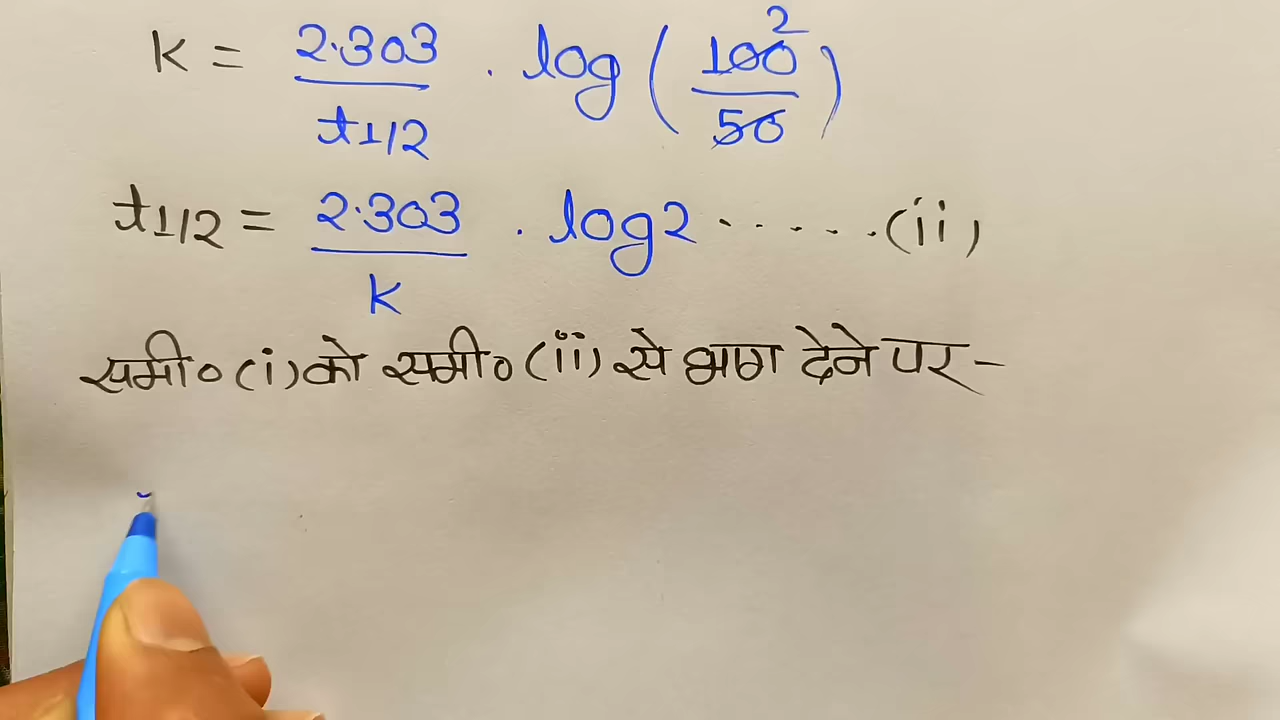 K = 2.303 / t1/2 . log ( 100 2 / 50 )
t1/2 = 2.303 / K . log2 ......(ii)
समी० (i) को समी० (ii) से भाग देने पर -